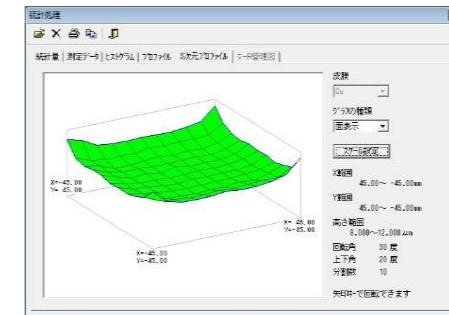 統計処理
統計量 測定データ ヒストグラム プロファイル 3次元プロファイル X-R管理図
皮膜
Cu
グラフの種類
面表示
スケール設定
X範囲
45.00～ -45.00mm
Y範囲
45.00～ -45.00mm
高さ範囲
8.000～12.000μm
回転角 30 度
上下角 20 度
分割数 10
矢印キーで回転できます
X=-45.00
Y= 45.00
X= 45.00
Y=-45.00
X=-45.00
Y=-45.00